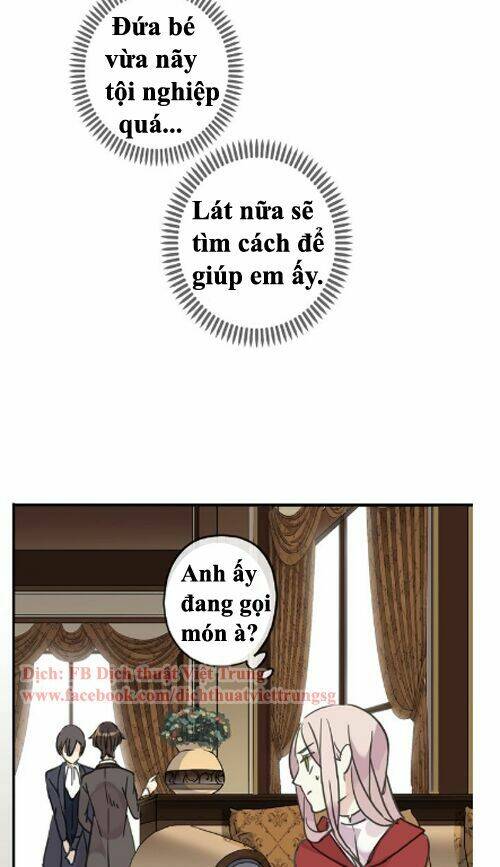 Đứa bé
vừa nãy
tội nghiệp
quá...
Lát nữa sẽ
tìm cách để
giúp em ấy.
Anh ấy
đang gọi
món à?
Dịch: FB Dich thuật Việt Trung
www.facebook.com/dichthuatviettrungsg